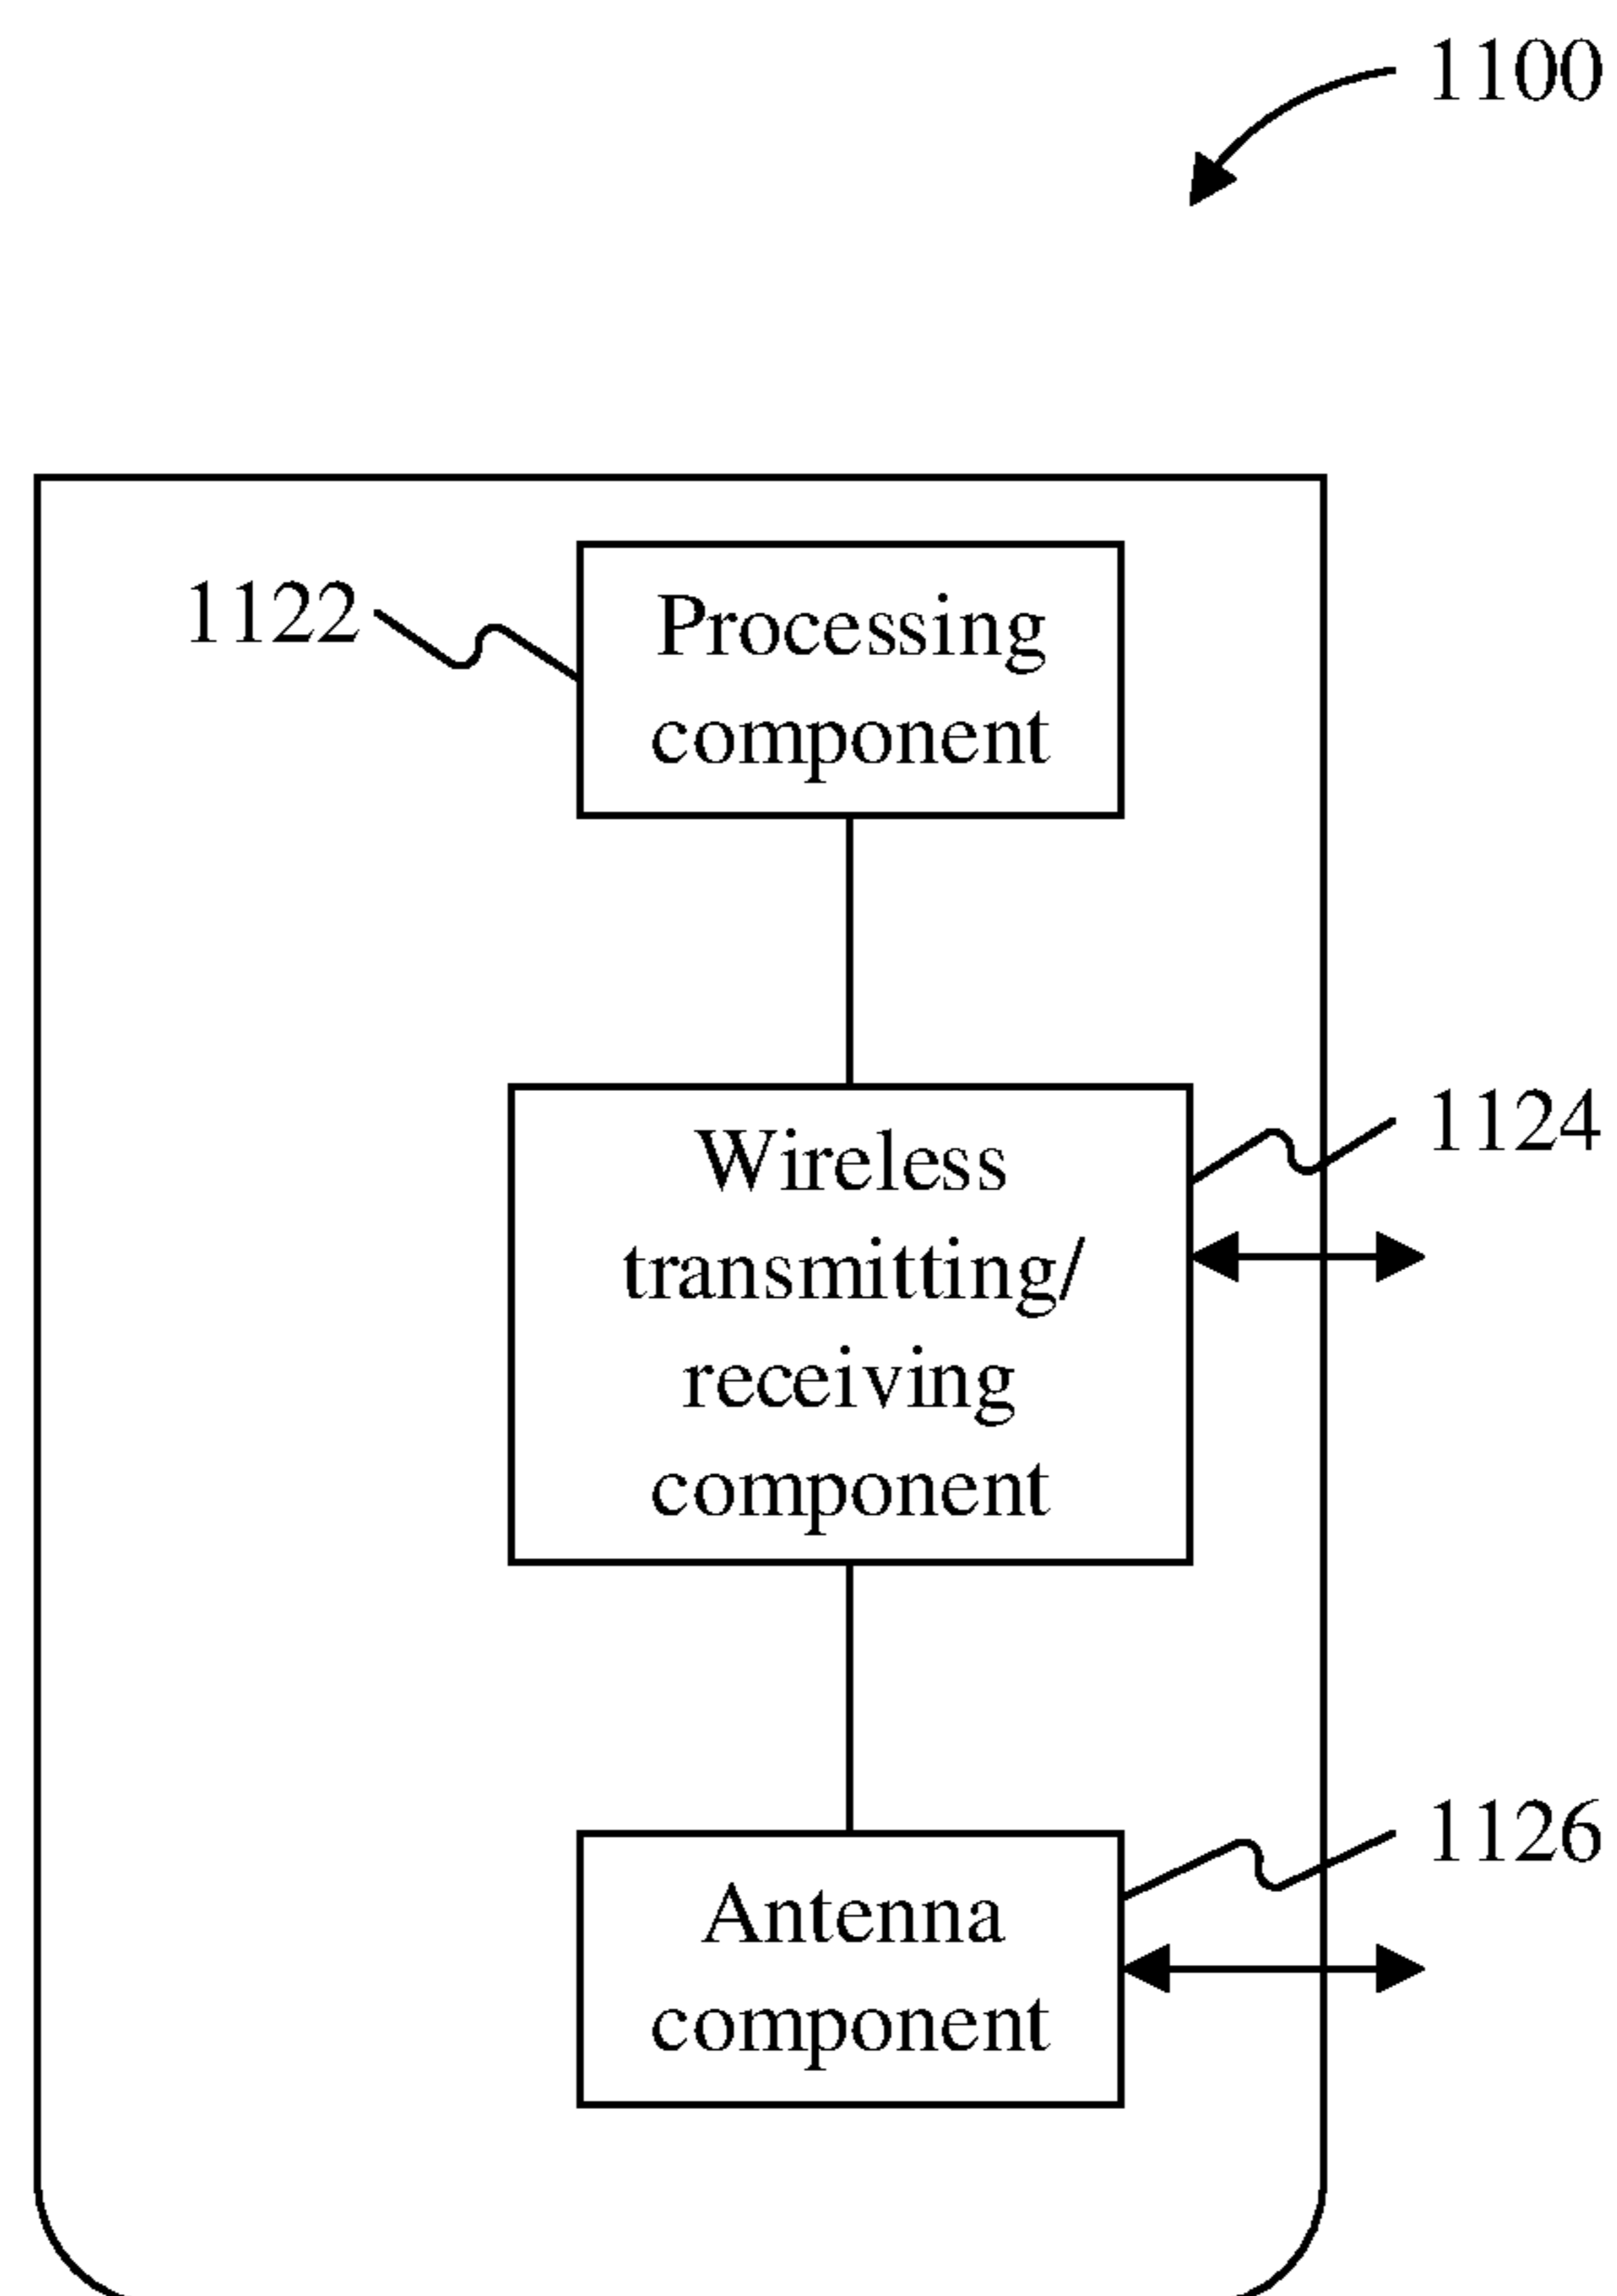 1100
1122
Processing
component
1124
Wireless
transmitting/
receiving
component
1126
Antenna
component